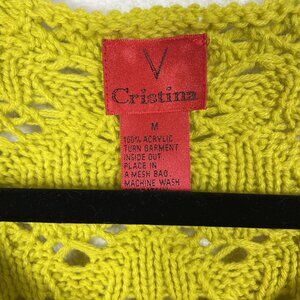 V
Cristina
M
100% ACRYLIC
TURN GARMENT
INSIDE OUT.
PLACE IN
A MESH BAG.
MACHINE WASH